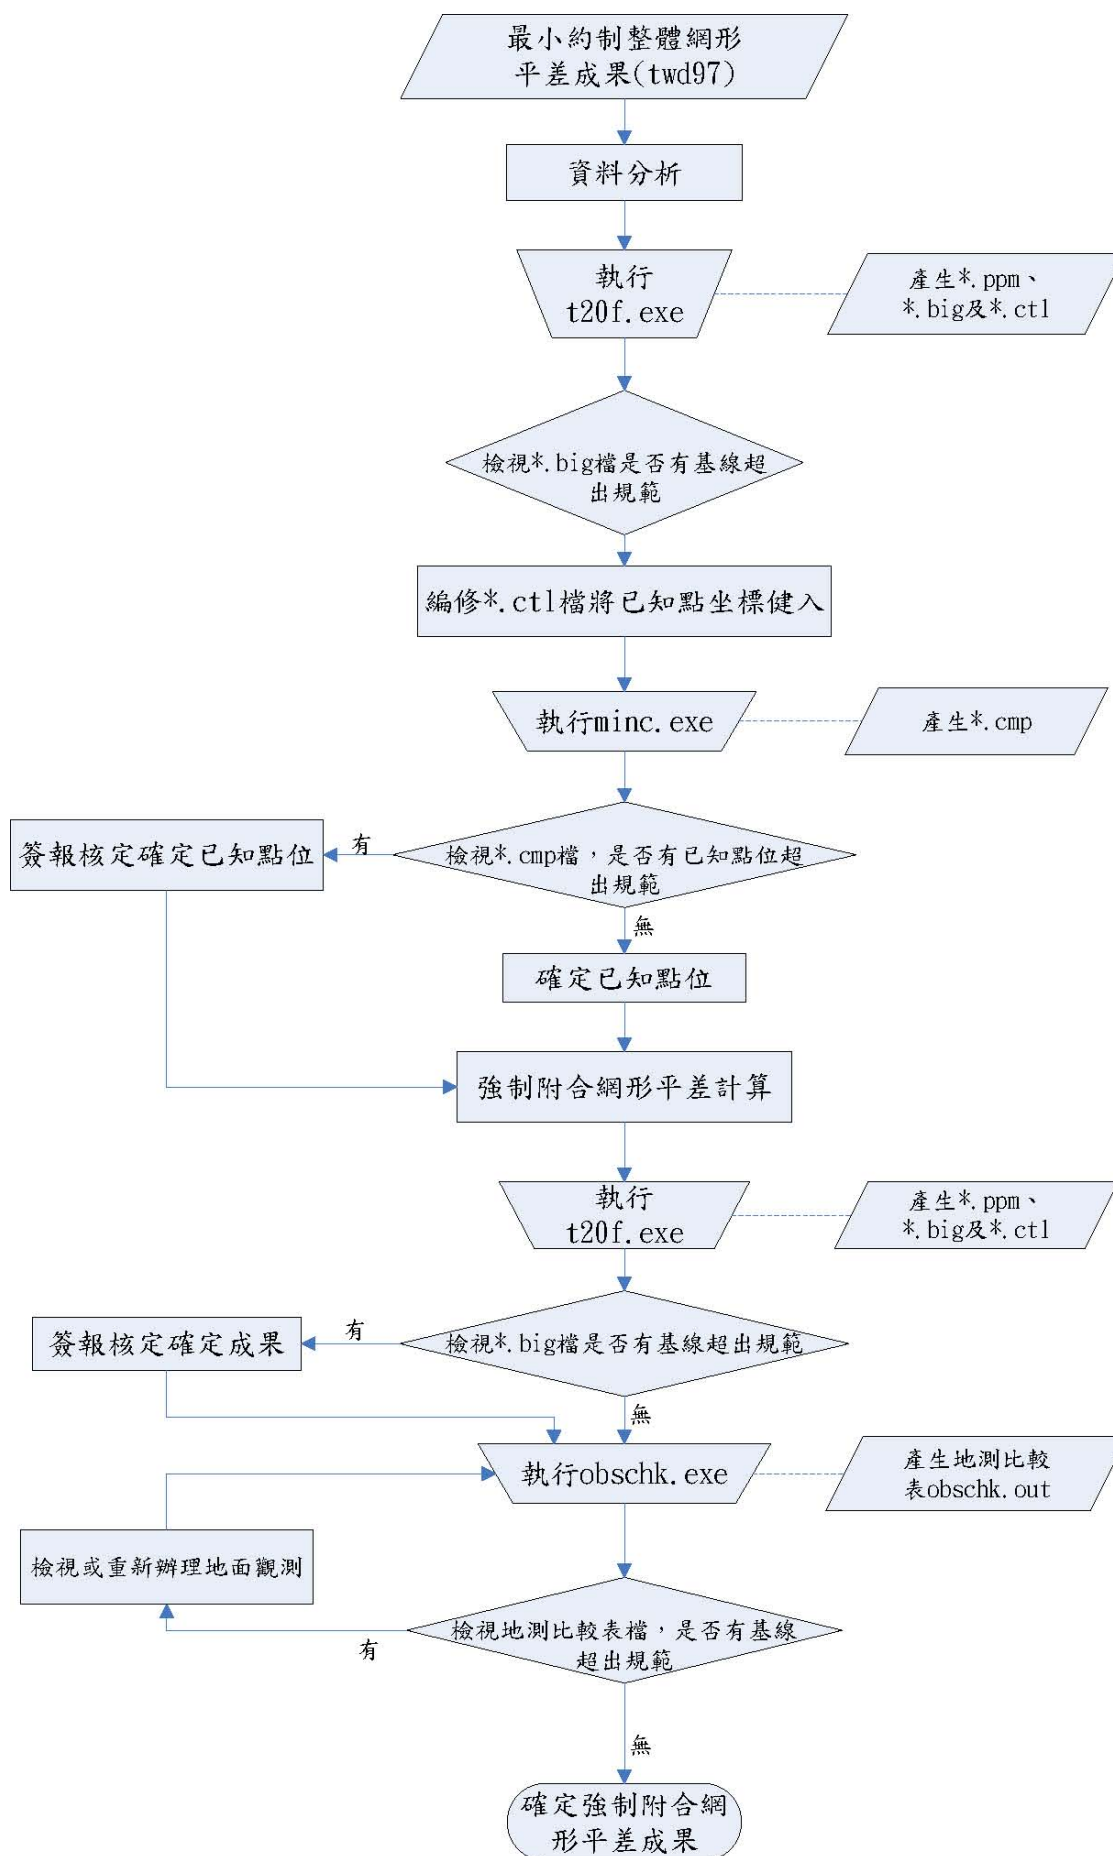 最小約制整體網形
平差成果(twd97)
資料分析
執行
t20f.exe
產生*.ppm、
*.big及*.ctl
檢視*.big檔是否有基線超
出規範
編修*.ctl檔將已知點坐標健入
執行minc.exe
產生*.cmp
簽報核定確定已知點位
有
檢視*.cmp檔，是否有已知點位超
出規範
無
確定已知點位
強制附合網形平差計算
執行
t20f.exe
產生*.ppm、
*.big及*.ctl
簽報核定確定成果
有
檢視*.big檔是否有基線超出規範
無
執行obschk.exe
產生地測比較
表obschk.out
檢視或重新辦理地面觀測
有
檢視地測比較表檔，是否有基線
超出規範
無
確定強制附合網
形平差成果